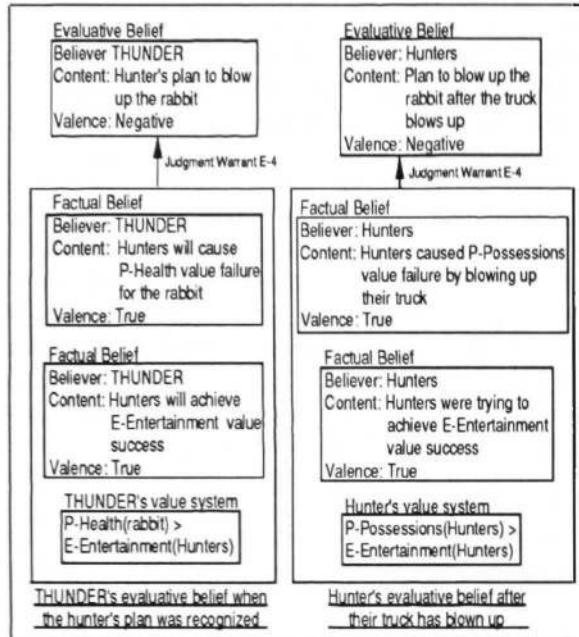 Evaluative Belief
Believer THUNDER
Content: Hunter's plan to blow
up the rabbit
Valence: Negative
Judgment Warrant E-4
Factual Belief
Believer: THUNDER
Content: Hunters will cause
P-Health value failure
for the rabbit
Valence: True
Factual Belief
Believer: THUNDER
Content: Hunters will achieve
E-Entertainment value
success
Valence: True
THUNDER's value system
P-Health(rabbit) >
E-Entertainment(Hunters)
THUNDER's evaluative belief when
the hunter's plan was recognized
Evaluative Belief
Believer: Hunters
Content: Plan to blow up the
rabbit after the truck
blows up
Valence: Negative
Judgment Warrant E-4
Factual Belief
Believer: Hunters
Content: Hunters caused P-Possessions
value failure by blowing up
their truck
Valence: True
Factual Belief
Believer: Hunters
Content: Hunters were trying to
achieve E-Entertainment
value success
Valence: True
Hunter's value system
P-Possessions(Hunters) >
E-Entertainment(Hunters)
Hunter's evaluative belief after
their truck has blown up